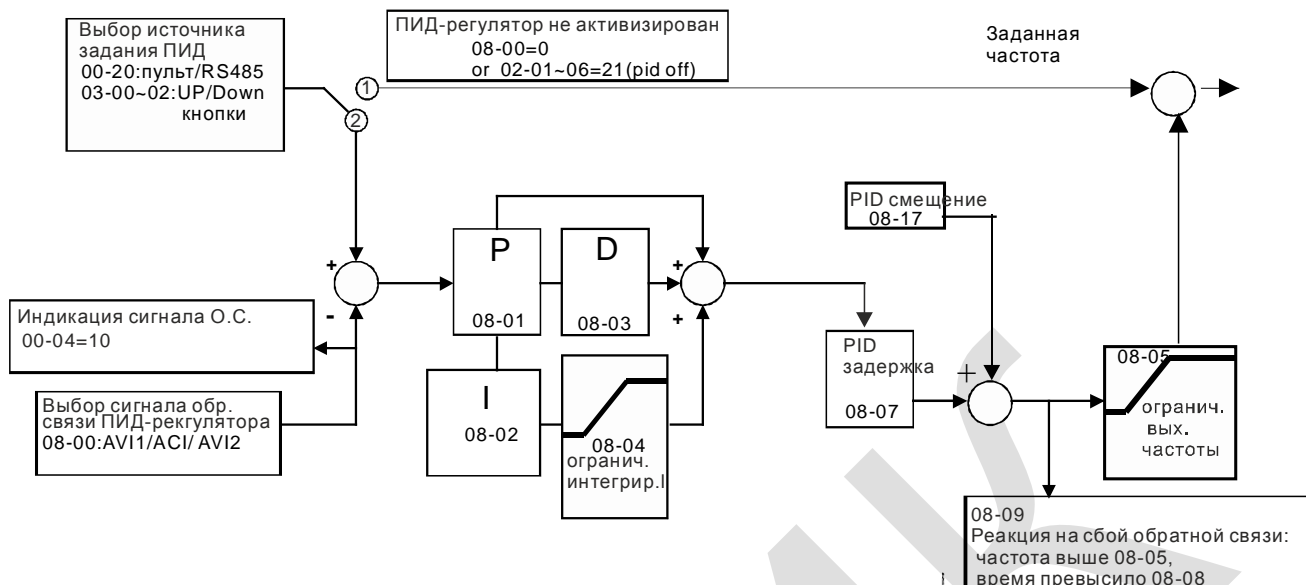 Выбор источника
задания ПИД
00-20:пульт/RS485
03-00~02:UP/Down
кнопки
ПИД-регулятор не активизирован
08-00=0
or 02-01~06=21(pid off)
Заданная
частота
1
2
PID смещение
08-17
+
-
P
08-01
D
08-03
+
+
Индикация сигнала О.С.
00-04=10
I
08-02
08-04
огранич.
интегрир.I
PID
задержка
08-07
+
08-05
огранич.
вых.
частоты
Выбор сигнала обр.
связи ПИД-рекгулятора
08-00:AVI1/ACI/ AVI2
08-09
Реакция на сбой обратной связи:
частота выше 08-05,
время превысило 08-08